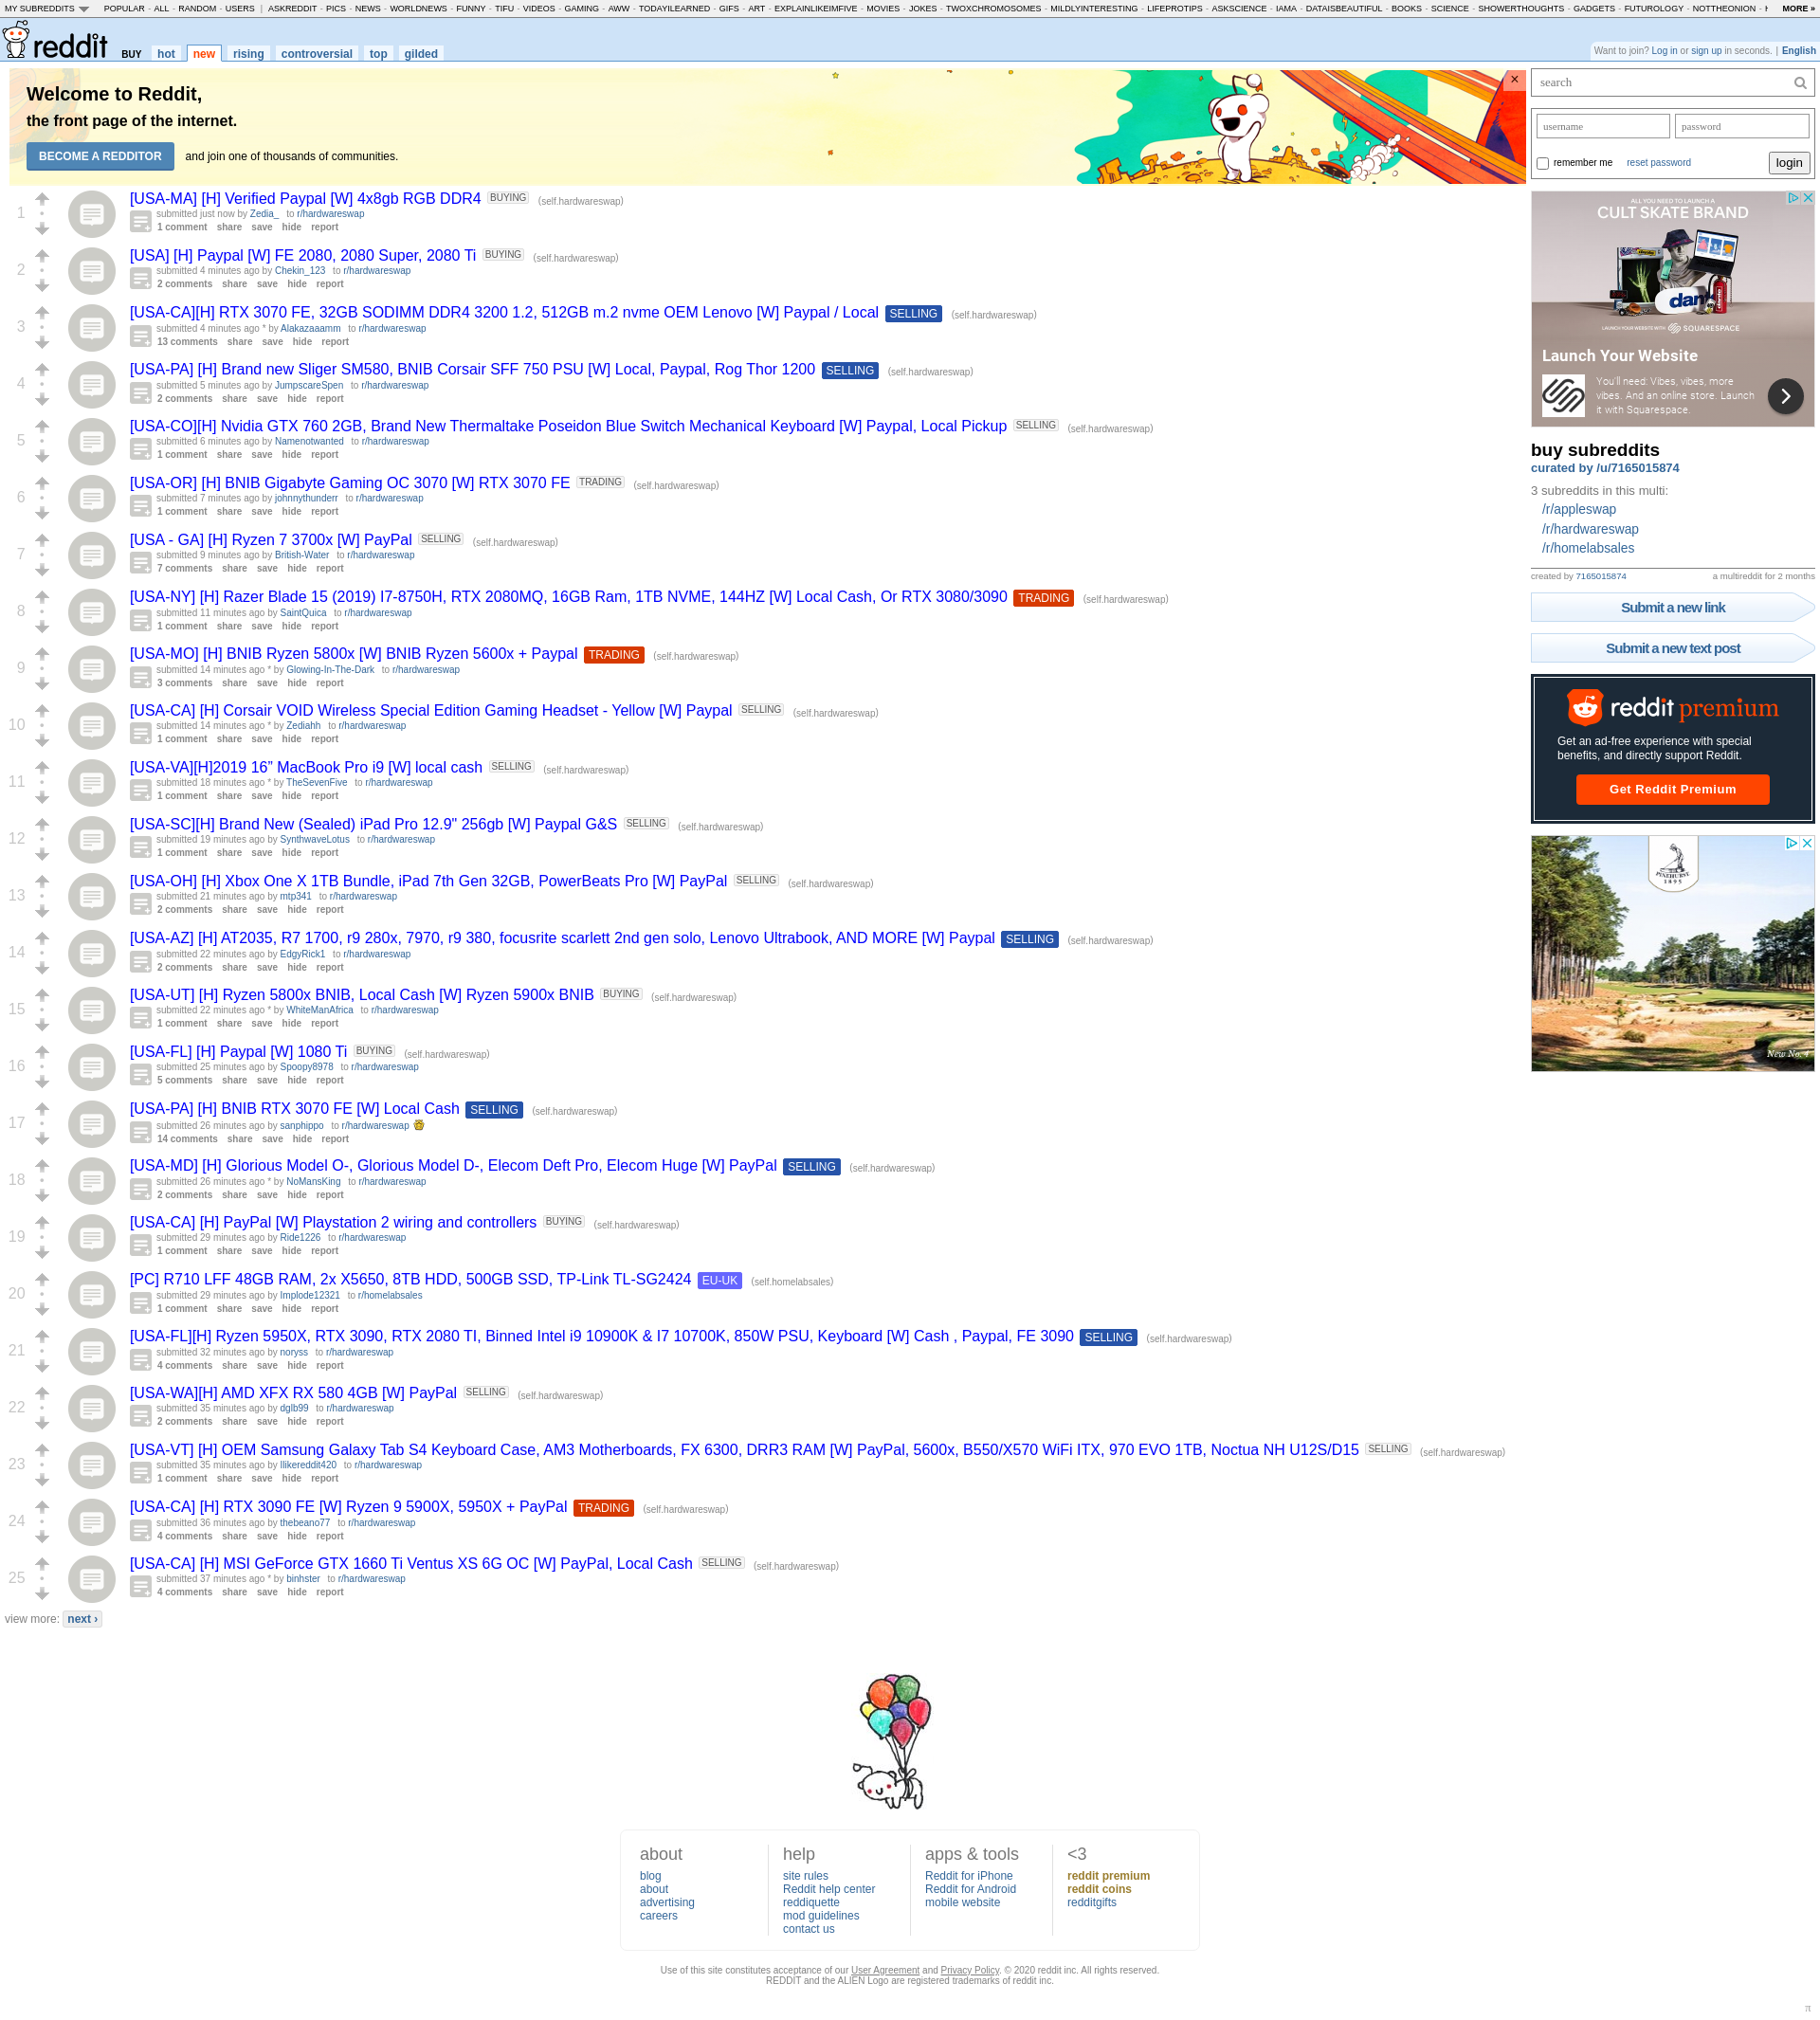 MY SUBREDDITS POPULAR - ALL - RANDOM - USERS | ASKREDDIT - PICS - NEWS - WORLDNEWS - FUNNY - TIFU - VIDEOS - GAMING - AWW - TODAYILEARNED - GIFS - ART - EXPLAINLIKEIMFIVE - MOVIES - JOKES - TWOXCHROMOSOMES - MILDLYINTERESTING - LIFEPROTIPS - ASKSCIENCE - IAMA - DATAISBEAUTIFUL - BOOKS - SCIENCE - SHOWERTHOUGHTS - GADGETS - FUTUROLOGY - NOTTHEONION - MORE »
reddit BUY hot new rising controversial top gilded
Want to join? Log in or sign up in seconds. | English
Welcome to Reddit,
the front page of the internet.
BECOME A REDDITOR and join one of thousands of communities.
×
1
[USA-MA] [H] Verified Paypal [W] 4x8gb RGB DDR4 BUYING (self.hardwareswap)
submitted just now by Zedia_ to r/hardwareswap
1 comment share save hide report
2
[USA] [H] Paypal [W] FE 2080, 2080 Super, 2080 Ti BUYING (self.hardwareswap)
submitted 4 minutes ago by Chekin_123 to r/hardwareswap
2 comments share save hide report
3
[USA-CA][H] RTX 3070 FE, 32GB SODIMM DDR4 3200 1.2, 512GB m.2 nvme OEM Lenovo [W] Paypal / Local SELLING (self.hardwareswap)
submitted 4 minutes ago * by Alakazaaamm to r/hardwareswap
13 comments share save hide report
4
[USA-PA] [H] Brand new Sliger SM580, BNIB Corsair SFF 750 PSU [W] Local, Paypal, Rog Thor 1200 SELLING (self.hardwareswap)
submitted 5 minutes ago by JumpscareSpen to r/hardwareswap
2 comments share save hide report
5
[USA-CO][H] Nvidia GTX 760 2GB, Brand New Thermaltake Poseidon Blue Switch Mechanical Keyboard [W] Paypal, Local Pickup SELLING (self.hardwareswap)
submitted 6 minutes ago by Namenotwanted to r/hardwareswap
1 comment share save hide report
6
[USA-OR] [H] BNIB Gigabyte Gaming OC 3070 [W] RTX 3070 FE TRADING (self.hardwareswap)
submitted 7 minutes ago by johnnythunderr to r/hardwareswap
1 comment share save hide report
7
[USA - GA] [H] Ryzen 7 3700x [W] PayPal SELLING (self.hardwareswap)
submitted 9 minutes ago by British-Water to r/hardwareswap
7 comments share save hide report
8
[USA-NY] [H] Razer Blade 15 (2019) I7-8750H, RTX 2080MQ, 16GB Ram, 1TB NVME, 144HZ [W] Local Cash, Or RTX 3080/3090 TRADING (self.hardwareswap)
submitted 11 minutes ago by SaintQuica to r/hardwareswap
1 comment share save hide report
9
[USA-MO] [H] BNIB Ryzen 5800x [W] BNIB Ryzen 5600x + Paypal TRADING (self.hardwareswap)
submitted 14 minutes ago * by Glowing-In-The-Dark to r/hardwareswap
3 comments share save hide report
10
[USA-CA] [H] Corsair VOID Wireless Special Edition Gaming Headset - Yellow [W] Paypal SELLING (self.hardwareswap)
submitted 14 minutes ago * by Zediahh to r/hardwareswap
1 comment share save hide report
11
[USA-VA][H]2019 16” MacBook Pro i9 [W] local cash SELLING (self.hardwareswap)
submitted 18 minutes ago * by TheSevenFive to r/hardwareswap
1 comment share save hide report
12
[USA-SC][H] Brand New (Sealed) iPad Pro 12.9" 256gb [W] Paypal G&S SELLING (self.hardwareswap)
submitted 19 minutes ago by SynthwaveLotus to r/hardwareswap
1 comment share save hide report
13
[USA-OH] [H] Xbox One X 1TB Bundle, iPad 7th Gen 32GB, PowerBeats Pro [W] PayPal SELLING (self.hardwareswap)
submitted 21 minutes ago by mtp341 to r/hardwareswap
2 comments share save hide report
14
[USA-AZ] [H] AT2035, R7 1700, r9 280x, 7970, r9 380, focusrite scarlett 2nd gen solo, Lenovo Ultrabook, AND MORE [W] Paypal SELLING (self.hardwareswap)
submitted 22 minutes ago by EdgyRick1 to r/hardwareswap
2 comments share save hide report
15
[USA-UT] [H] Ryzen 5800x BNIB, Local Cash [W] Ryzen 5900x BNIB BUYING (self.hardwareswap)
submitted 22 minutes ago * by WhiteManAfrica to r/hardwareswap
1 comment share save hide report
16
[USA-FL] [H] Paypal [W] 1080 Ti BUYING (self.hardwareswap)
submitted 25 minutes ago by Spoopy8978 to r/hardwareswap
5 comments share save hide report
17
[USA-PA] [H] BNIB RTX 3070 FE [W] Local Cash SELLING (self.hardwareswap)
submitted 26 minutes ago by sanphippo to r/hardwareswap
14 comments share save hide report
18
[USA-MD] [H] Glorious Model O-, Glorious Model D-, Elecom Deft Pro, Elecom Huge [W] PayPal SELLING (self.hardwareswap)
submitted 26 minutes ago * by NoMansKing to r/hardwareswap
2 comments share save hide report
19
[USA-CA] [H] PayPal [W] Playstation 2 wiring and controllers BUYING (self.hardwareswap)
submitted 29 minutes ago by Ride1226 to r/hardwareswap
1 comment share save hide report
20
[PC] R710 LFF 48GB RAM, 2x X5650, 8TB HDD, 500GB SSD, TP-Link TL-SG2424 EU-UK (self.homelabsales)
submitted 29 minutes ago by Implode12321 to r/homelabsales
1 comment share save hide report
21
[USA-FL][H] Ryzen 5950X, RTX 3090, RTX 2080 TI, Binned Intel i9 10900K & I7 10700K, 850W PSU, Keyboard [W] Cash , Paypal, FE 3090 SELLING (self.hardwareswap)
submitted 32 minutes ago by noryss to r/hardwareswap
4 comments share save hide report
22
[USA-WA][H] AMD XFX RX 580 4GB [W] PayPal SELLING (self.hardwareswap)
submitted 35 minutes ago by dglb99 to r/hardwareswap
2 comments share save hide report
23
[USA-VT] [H] OEM Samsung Galaxy Tab S4 Keyboard Case, AM3 Motherboards, FX 6300, DRR3 RAM [W] PayPal, 5600x, B550/X570 WiFi ITX, 970 EVO 1TB, Noctua NH U12S/D15 SELLING (self.hardwareswap)
submitted 35 minutes ago by Ilikereddit420 to r/hardwareswap
1 comment share save hide report
24
[USA-CA] [H] RTX 3090 FE [W] Ryzen 9 5900X, 5950X + PayPal TRADING (self.hardwareswap)
submitted 36 minutes ago by thebeano77 to r/hardwareswap
4 comments share save hide report
25
[USA-CA] [H] MSI GeForce GTX 1660 Ti Ventus XS 6G OC [W] PayPal, Local Cash SELLING (self.hardwareswap)
submitted 37 minutes ago * by binhster to r/hardwareswap
4 comments share save hide report
view more: next ›
search
username password
remember me reset password login
ALL YOU NEED TO LAUNCH A
CULT SKATE BRAND
dank
LAUNCH YOUR WEBSITE WITH SQUARESPACE
Launch Your Website
You'll need: Vibes, vibes, more
vibes. And an online store. Launch
it with Squarespace.
buy subreddits
curated by /u/7165015874
3 subreddits in this multi:
/r/appleswap
/r/hardwareswap
/r/homelabsales
created by 7165015874 a multireddit for 2 months
Submit a new link
Submit a new text post
reddit premium
Get an ad-free experience with special
benefits, and directly support Reddit.
Get Reddit Premium
PINEHURST
1895
New No. 4
about
blog
about
advertising
careers
help
site rules
Reddit help center
reddiquette
mod guidelines
contact us
apps & tools
Reddit for iPhone
Reddit for Android
mobile website
<3
reddit premium
reddit coins
redditgifts
Use of this site constitutes acceptance of our User Agreement and Privacy Policy. © 2020 reddit inc. All rights reserved.
REDDIT and the ALIEN Logo are registered trademarks of reddit inc.
π